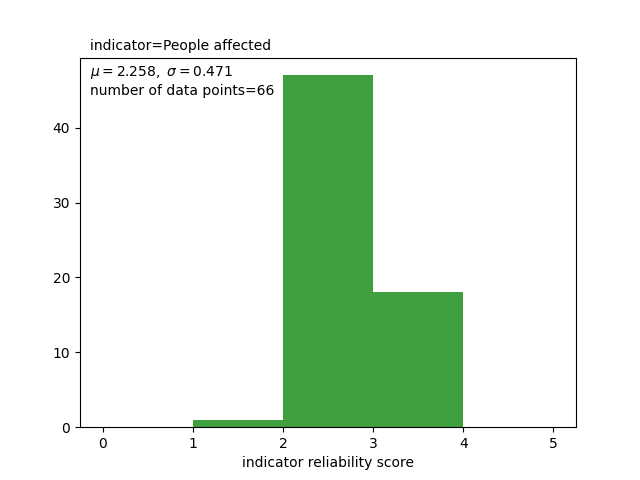 indicator=People affected
μ=2.258, σ=0.471
number of data points=66
40
30
20
10
0
0 1 2 3 4 5
indicator reliability score